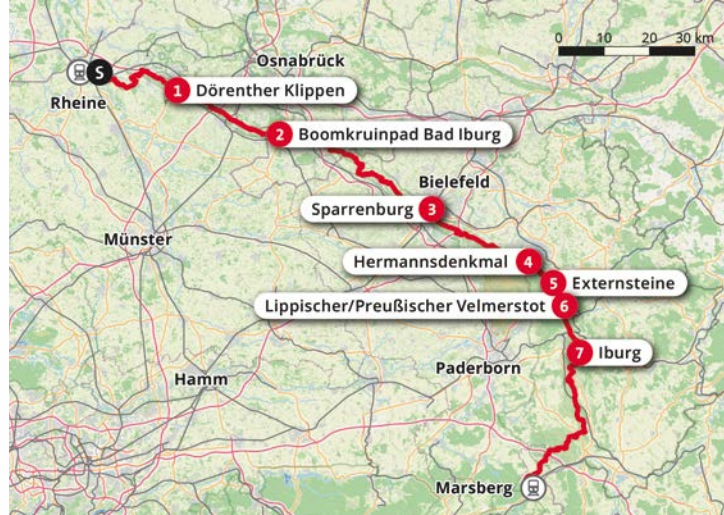 Osnabrück
0 10 20 30 km
S
Rheine
1 Dörenther Klippen
2 Boomkruinpad Bad Iburg
Bielefeld
Sparrenburg 3
Münster
Hermannsdenkmal 4
5 Externsteine
Lippischer/Preußischer Velmerstot 6
7 Iburg
Paderborn
Hamm
Marsberg